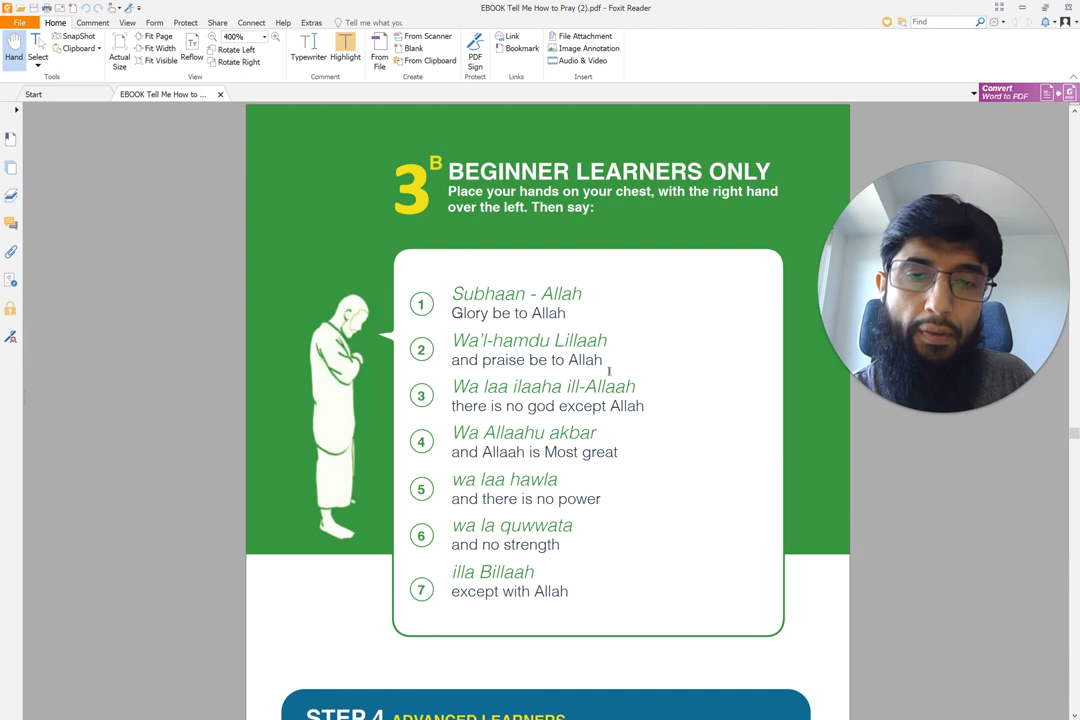 EBOOK Tell Me How to Pray (2).pdf - Foxit Reader
File Home Comment View Form Protect Share Connect Help Extras Tell me what you Find
Hand
Select
SnapShot
Clipboard
Tools
Actual Size
Fit Page
Fit Width
Fit Visible
Reflow
400%
Rotate Left
Rotate Right
View
Typewriter
Highlight
Comment
From File
From Scanner
Blank
From Clipboard
Create
PDF Sign
Protect
Link
Bookmark
Links
File Attachment
Image Annotation
Audio & Video
Insert
Start
EBOOK Tell Me How to ...
Convert
Word to PDF
3B BEGINNER LEARNERS ONLY
Place your hands on your chest, with the right hand
over the left. Then say:
1 Subhaan - Allah
Glory be to Allah
2 Wa'l-hamdu Lillaah
and praise be to Allah
3 Wa laa ilaaha ill-Allaah
there is no god except Allah
4 Wa Allaahu akbar
and Allaah is Most great
5 wa laa hawla
and there is no power
6 wa la quwwata
and no strength
7 illa Billaah
except with Allah
STEP 4 ADVANCED LEARNERS